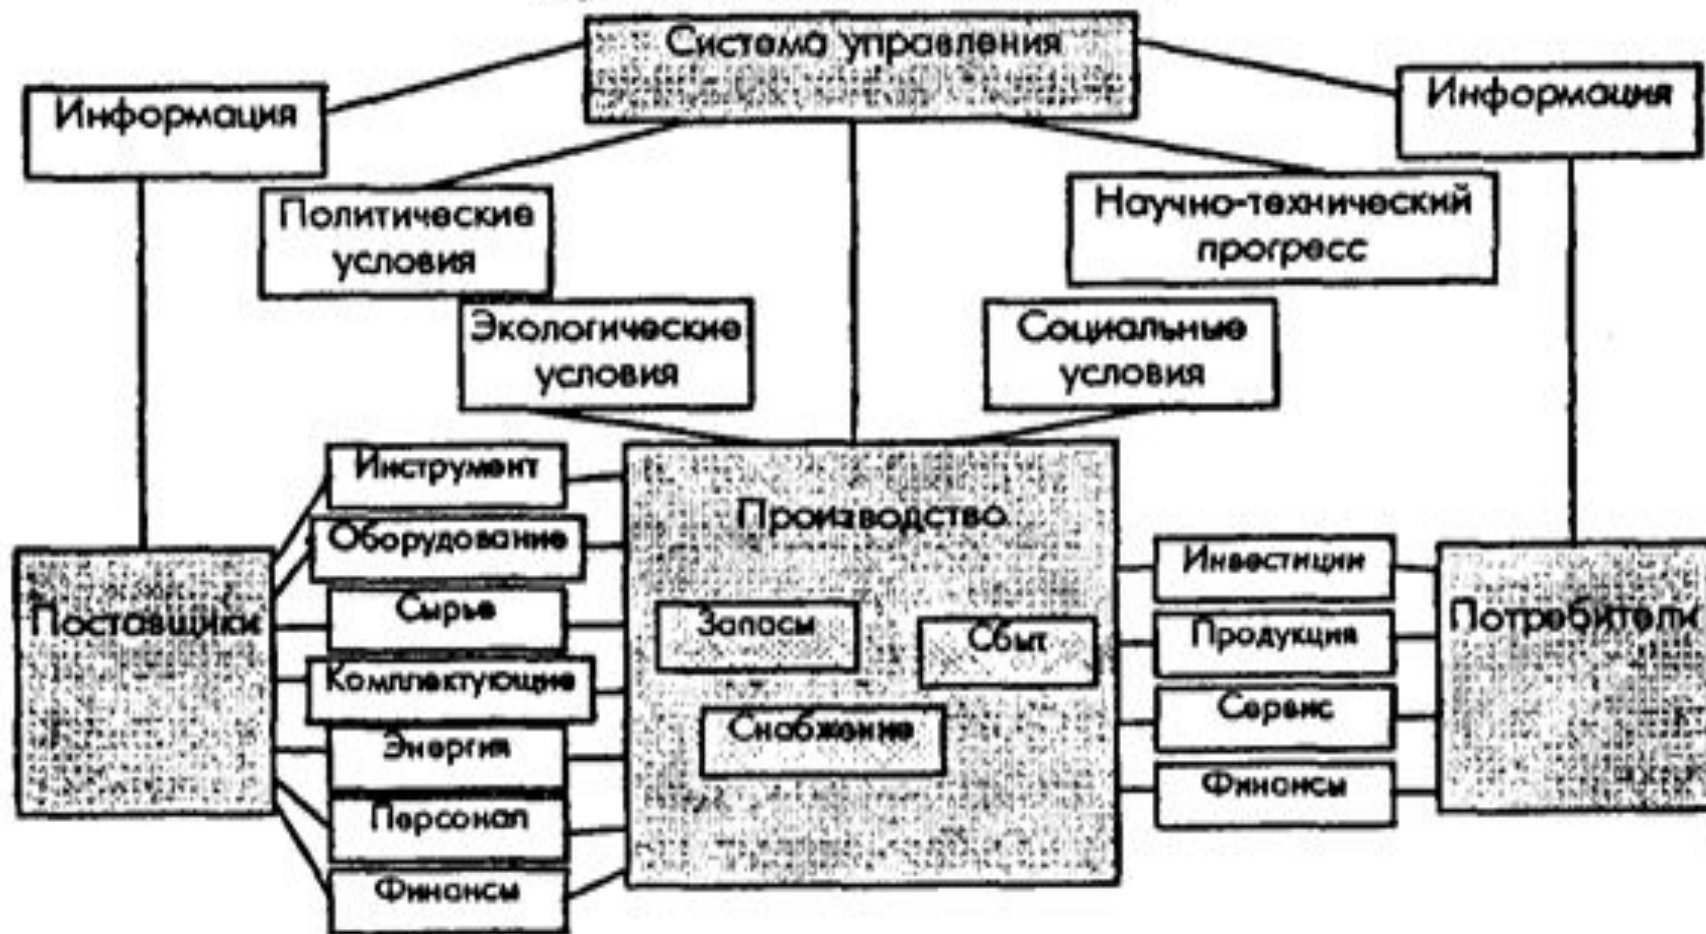 Система управления
Информация
Информация
Политические
условия
Научно-технический
прогресс
Экологические
условия
Социальные
условия
Инструмент
Оборудование
Сырье
Комплектующие
Энергия
Персонал
Финансы
Поставщики
Производство
Запасы
Сбыт
Снабжение
Инвестиции
Продукция
Сервис
Финансы
Потребители